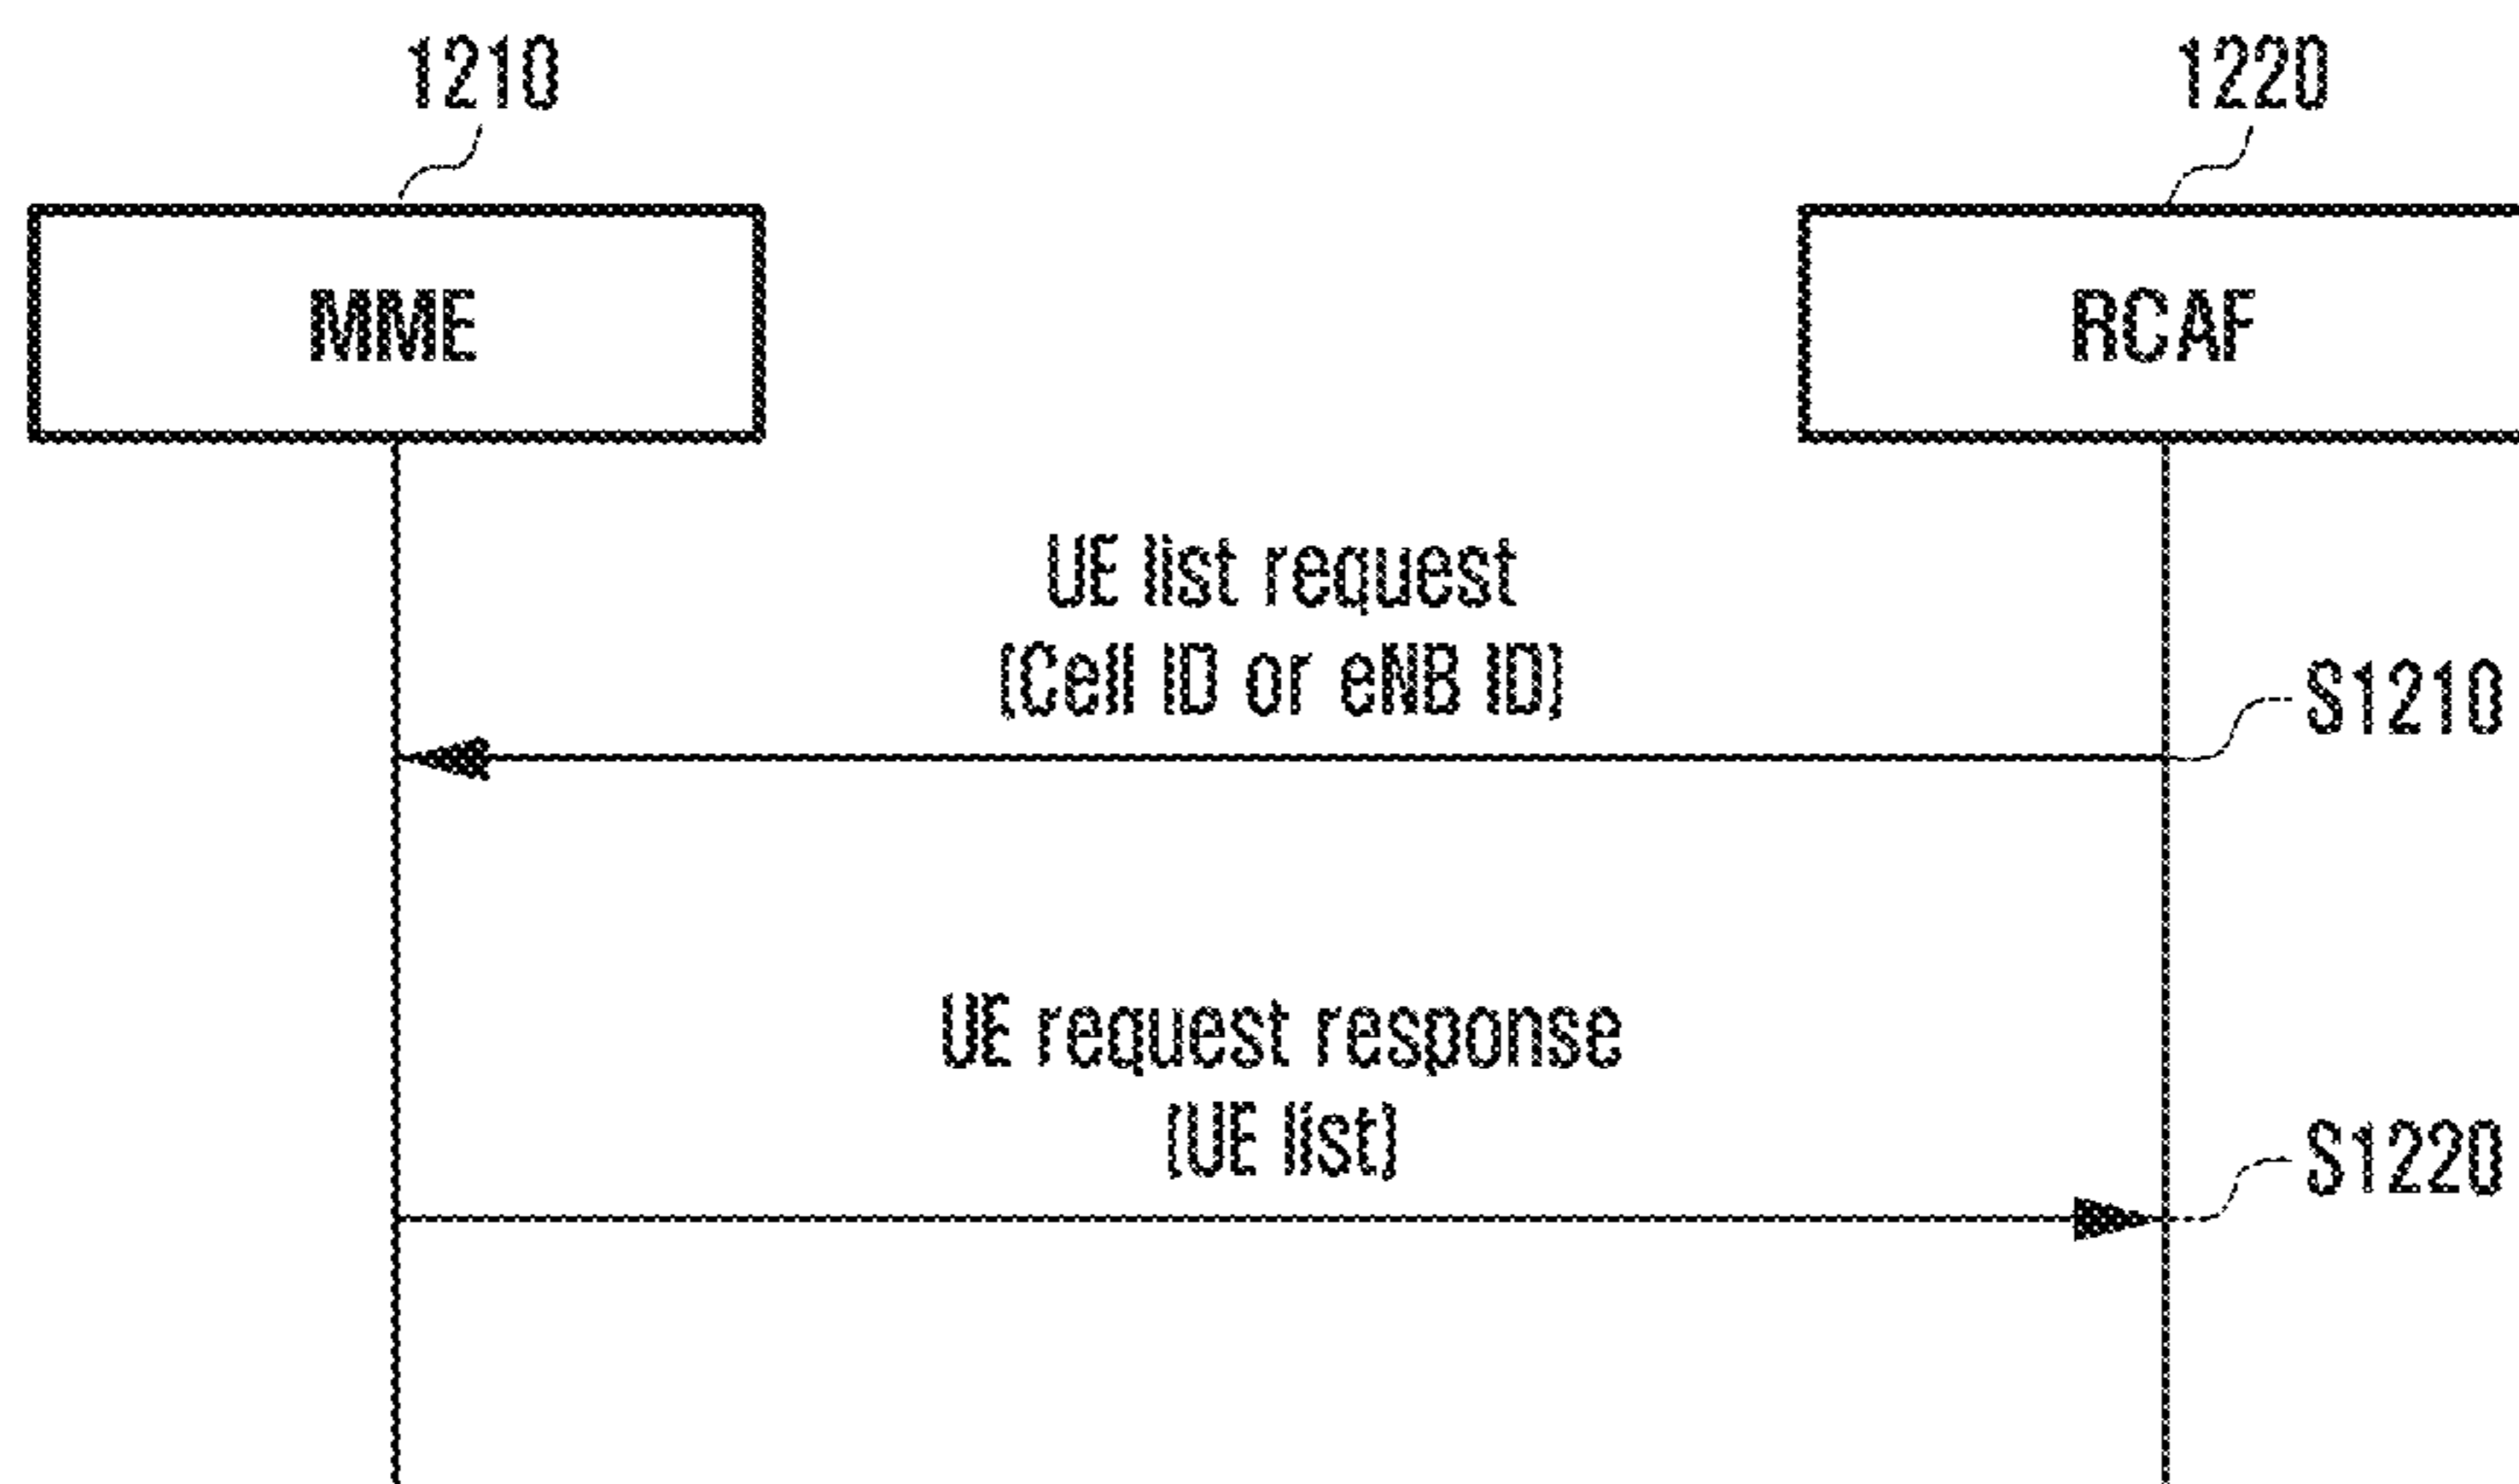 1210
1220
MME
RCAF
UE list request
(Cell ID or eNB ID)
S1210
UE request response
(UE list)
S1220